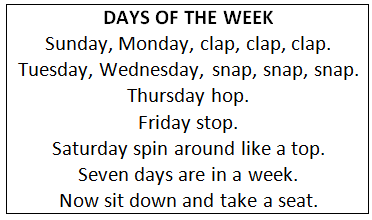 DAYS OF THE WEEK
Sunday, Monday, clap, clap, clap.
Tuesday, Wednesday, snap, snap, snap.
Thursday hop.
Friday stop.
Saturday spin around like a top.
Seven days are in a week.
Now sit down and take a seat.